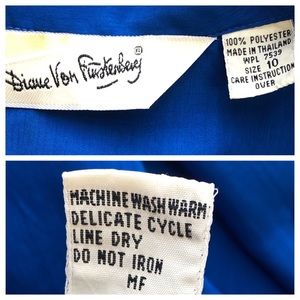 Diane Von Furstenberg
100% POLYESTER
MADE IN THAILAND
WPL 7539
SIZE 10
CARE INSTRUCTION
OVER
MACHINE WASH WARM
DELICATE CYCLE
LINE DRY
DO NOT IRON
MF